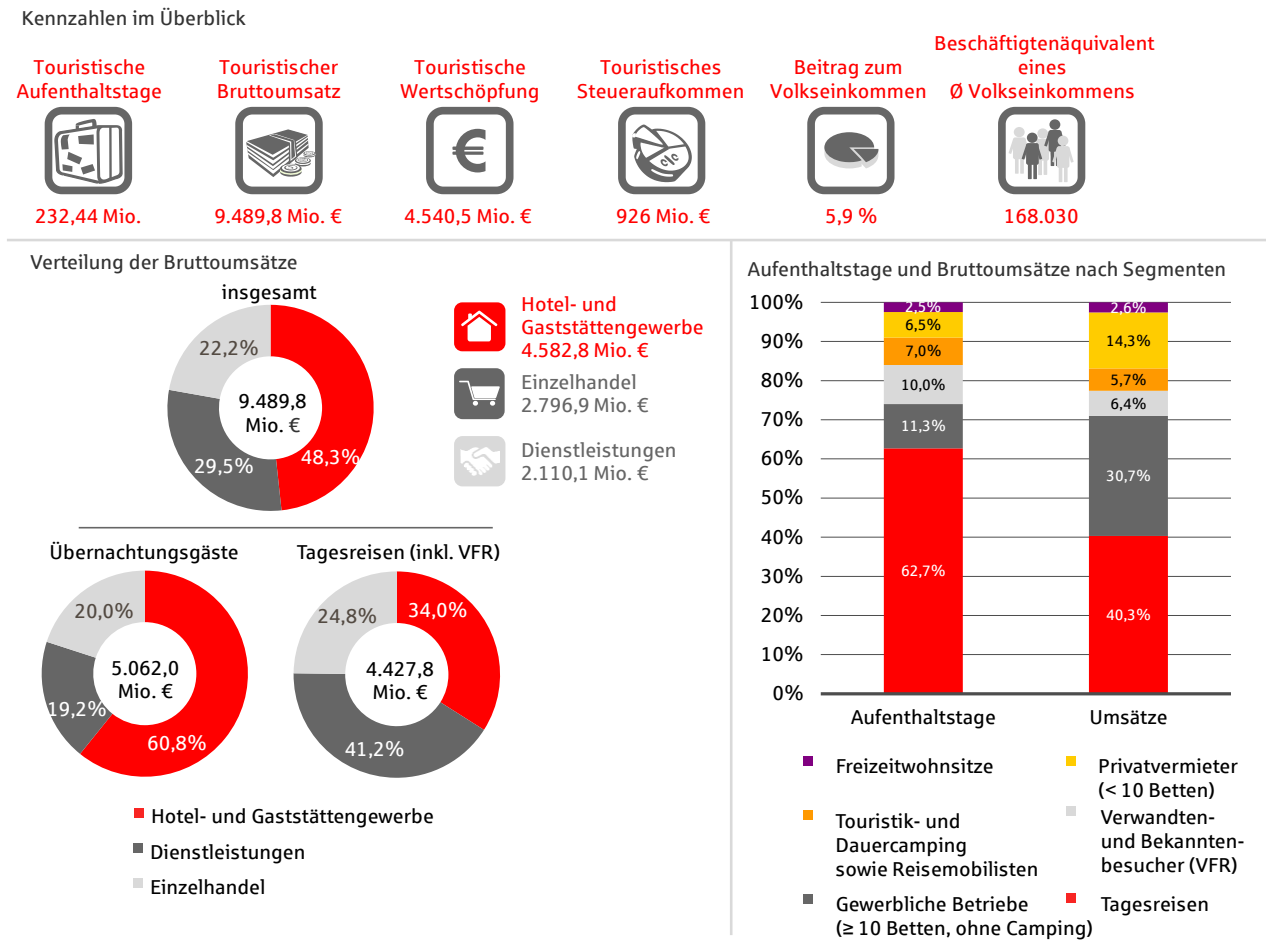 Kennzahlen im Überblick
Touristische
Aufenthaltstage
232,44 Mio.
Touristischer
Bruttoumsatz
9.489,8 Mio. €
Touristische
Wertschöpfung
€
4.540,5 Mio. €
Touristisches
Steueraufkommen
c/c
926 Mio. €
Beitrag zum
Volkseinkommen
5,9 %
Beschäftigtenäquivalent
eines
Ø Volkseinkommens
168.030
Verteilung der Bruttoumsätze
insgesamt
22,2%
9.489,8
Mio. €
29,5%
48,3%
Hotel- und
Gaststättengewerbe
4.582,8 Mio. €
Einzelhandel
2.796,9 Mio. €
Dienstleistungen
2.110,1 Mio. €
Übernachtungsgäste
20,0%
5.062,0
Mio. €
19,2%
60,8%
Tagesreisen (inkl. VFR)
24,8%
34,0%
4.427,8
Mio. €
41,2%
Hotel- und Gaststättengewerbe
Dienstleistungen
Einzelhandel
Aufenthaltstage und Bruttoumsätze nach Segmenten
100%
90%
80%
70%
60%
50%
40%
30%
20%
10%
0%
2,5%
6,5%
7,0%
10,0%
11,3%
62,7%
Aufenthaltstage
2,6%
14,3%
5,7%
6,4%
30,7%
40,3%
Umsätze
Freizeitwohnsitze
Privatvermieter
(< 10 Betten)
Touristik- und
Dauercamping
sowie Reisemobilisten
Verwandten-
und Bekannten-
besucher (VFR)
Gewerbliche Betriebe
(≥ 10 Betten, ohne Camping)
Tagesreisen